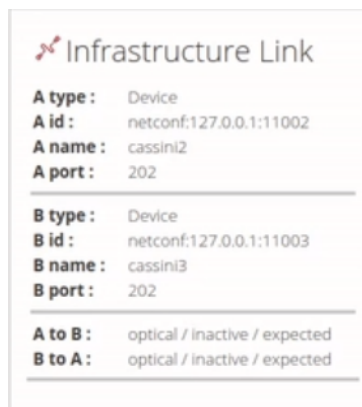 Infrastructure Link
A type : Device
A id : netconf:127.0.0.1:11002
A name : cassini2
A port : 202
B type : Device
B id : netconf:127.0.0.1:11003
B name : cassini3
B port : 202
A to B : optical / inactive / expected
B to A : optical / inactive / expected